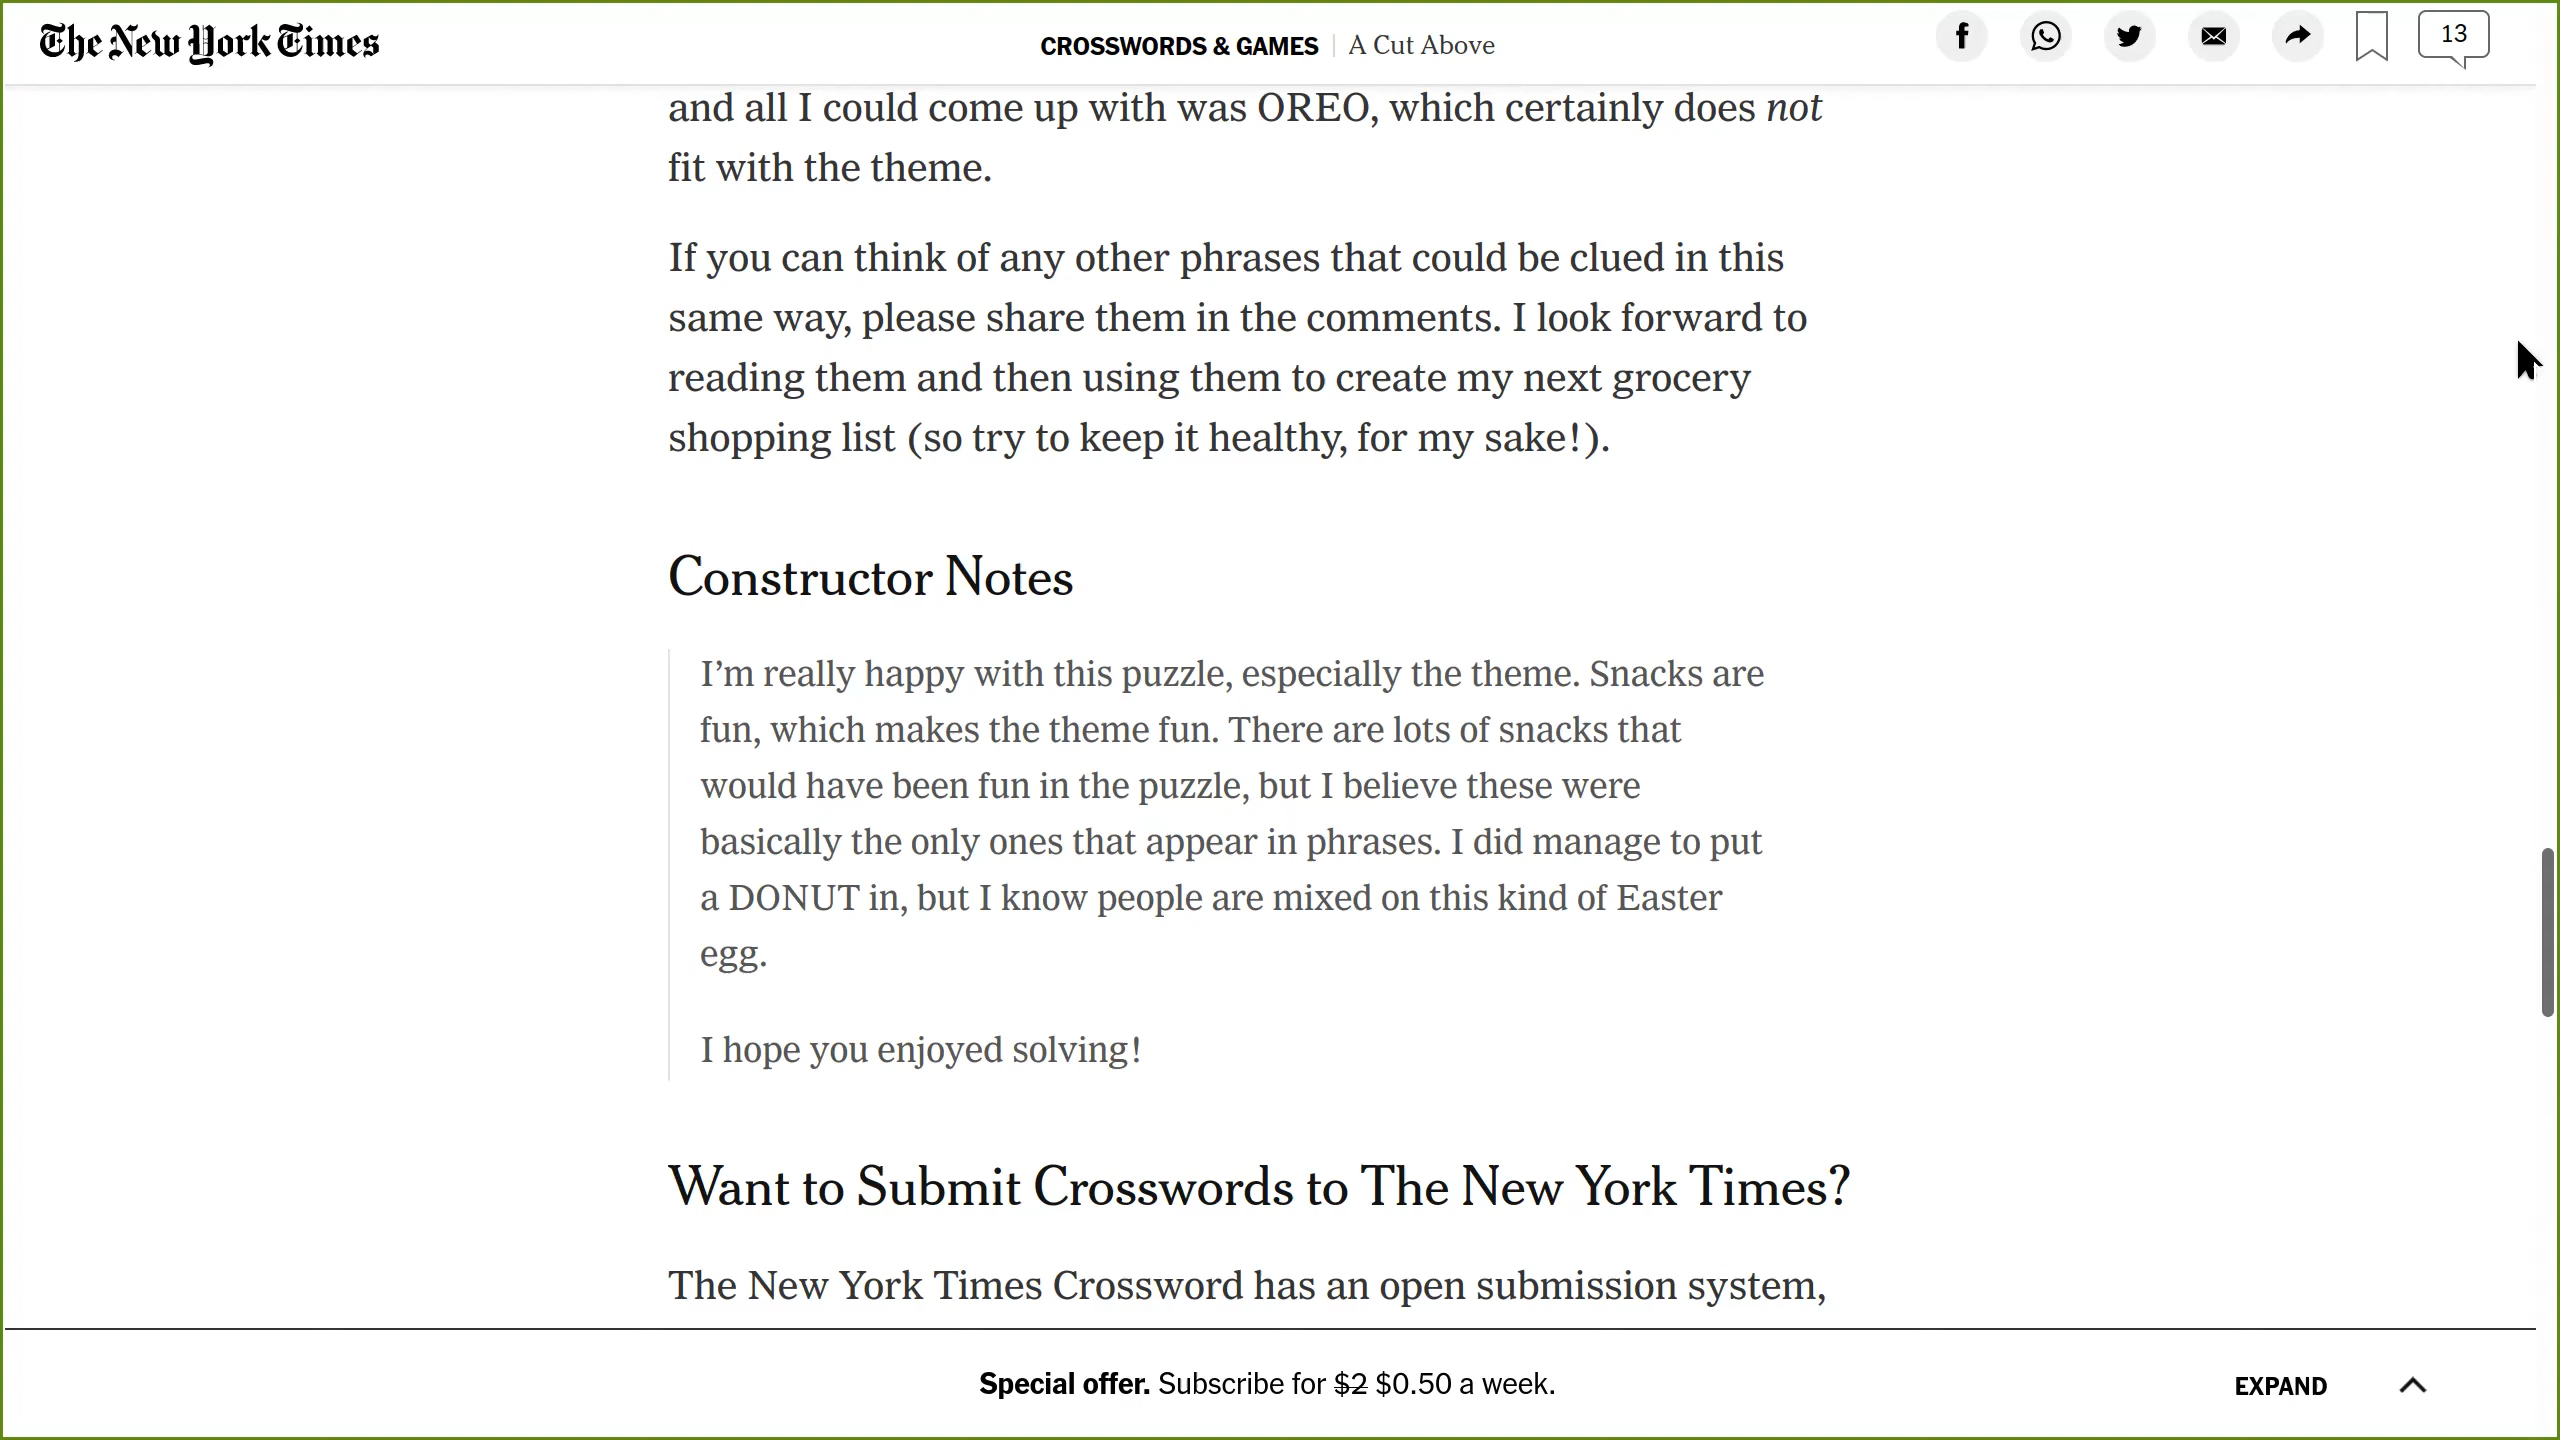 The New York Times
CROSSWORDS & GAMES | A Cut Above
13
and all I could come up with was OREO, which certainly does not
fit with the theme.
If you can think of any other phrases that could be clued in this
same way, please share them in the comments. I look forward to
reading them and then using them to create my next grocery
shopping list (so try to keep it healthy, for my sake!).
Constructor Notes
I’m really happy with this puzzle, especially the theme. Snacks are
fun, which makes the theme fun. There are lots of snacks that
would have been fun in the puzzle, but I believe these were
basically the only ones that appear in phrases. I did manage to put
a DONUT in, but I know people are mixed on this kind of Easter
egg.
I hope you enjoyed solving!
Want to Submit Crosswords to The New York Times?
The New York Times Crossword has an open submission system,
Special offer. Subscribe for $2 $0.50 a week.
EXPAND